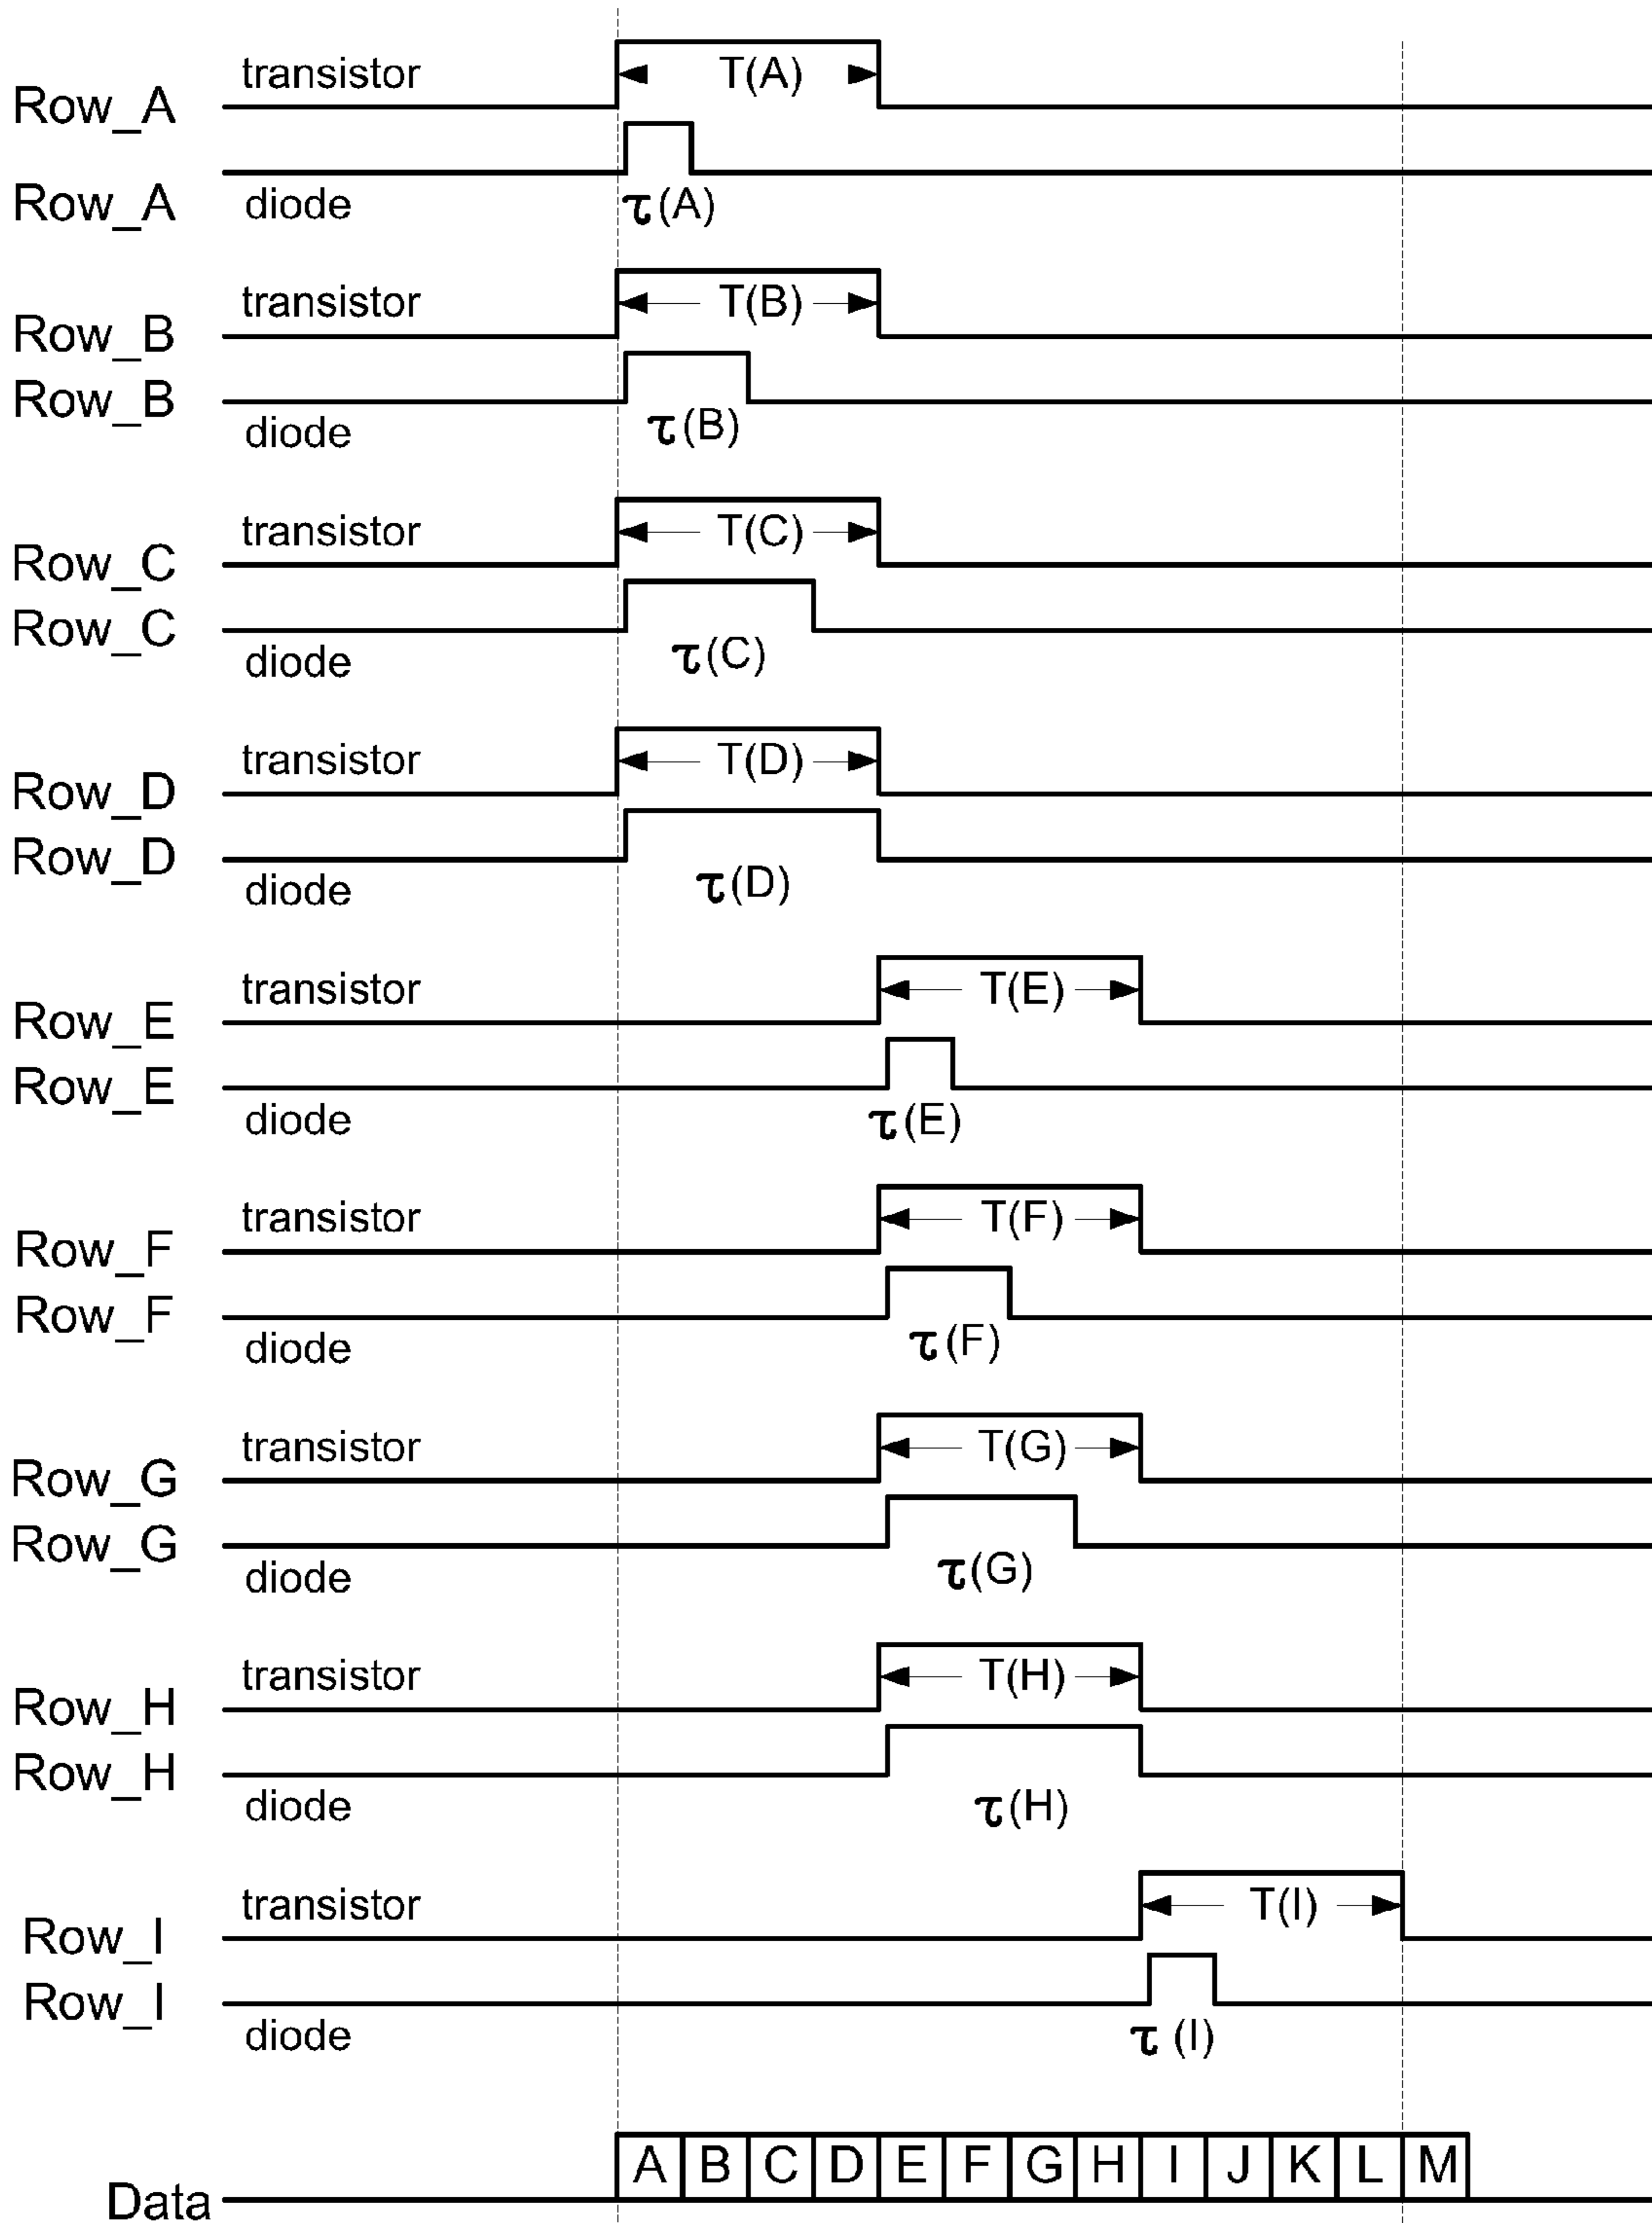 transistor
T(A)
Row_A
Row_A
diode
τ(A)
transistor
T(B)
Row_B
Row_B
diode
τ(B)
transistor
T(C)
Row_C
Row_C
diode
τ(C)
transistor
T(D)
Row_D
Row_D
diode
τ(D)
transistor
T(E)
Row_E
Row_E
diode
τ(E)
transistor
T(F)
Row_F
Row_F
diode
τ(F)
transistor
T(G)
Row_G
Row_G
diode
τ(G)
transistor
T(H)
Row_H
Row_H
diode
τ(H)
transistor
T(I)
Row_I
Row_I
diode
τ (I)
Data A B C D E F G H I J K L M